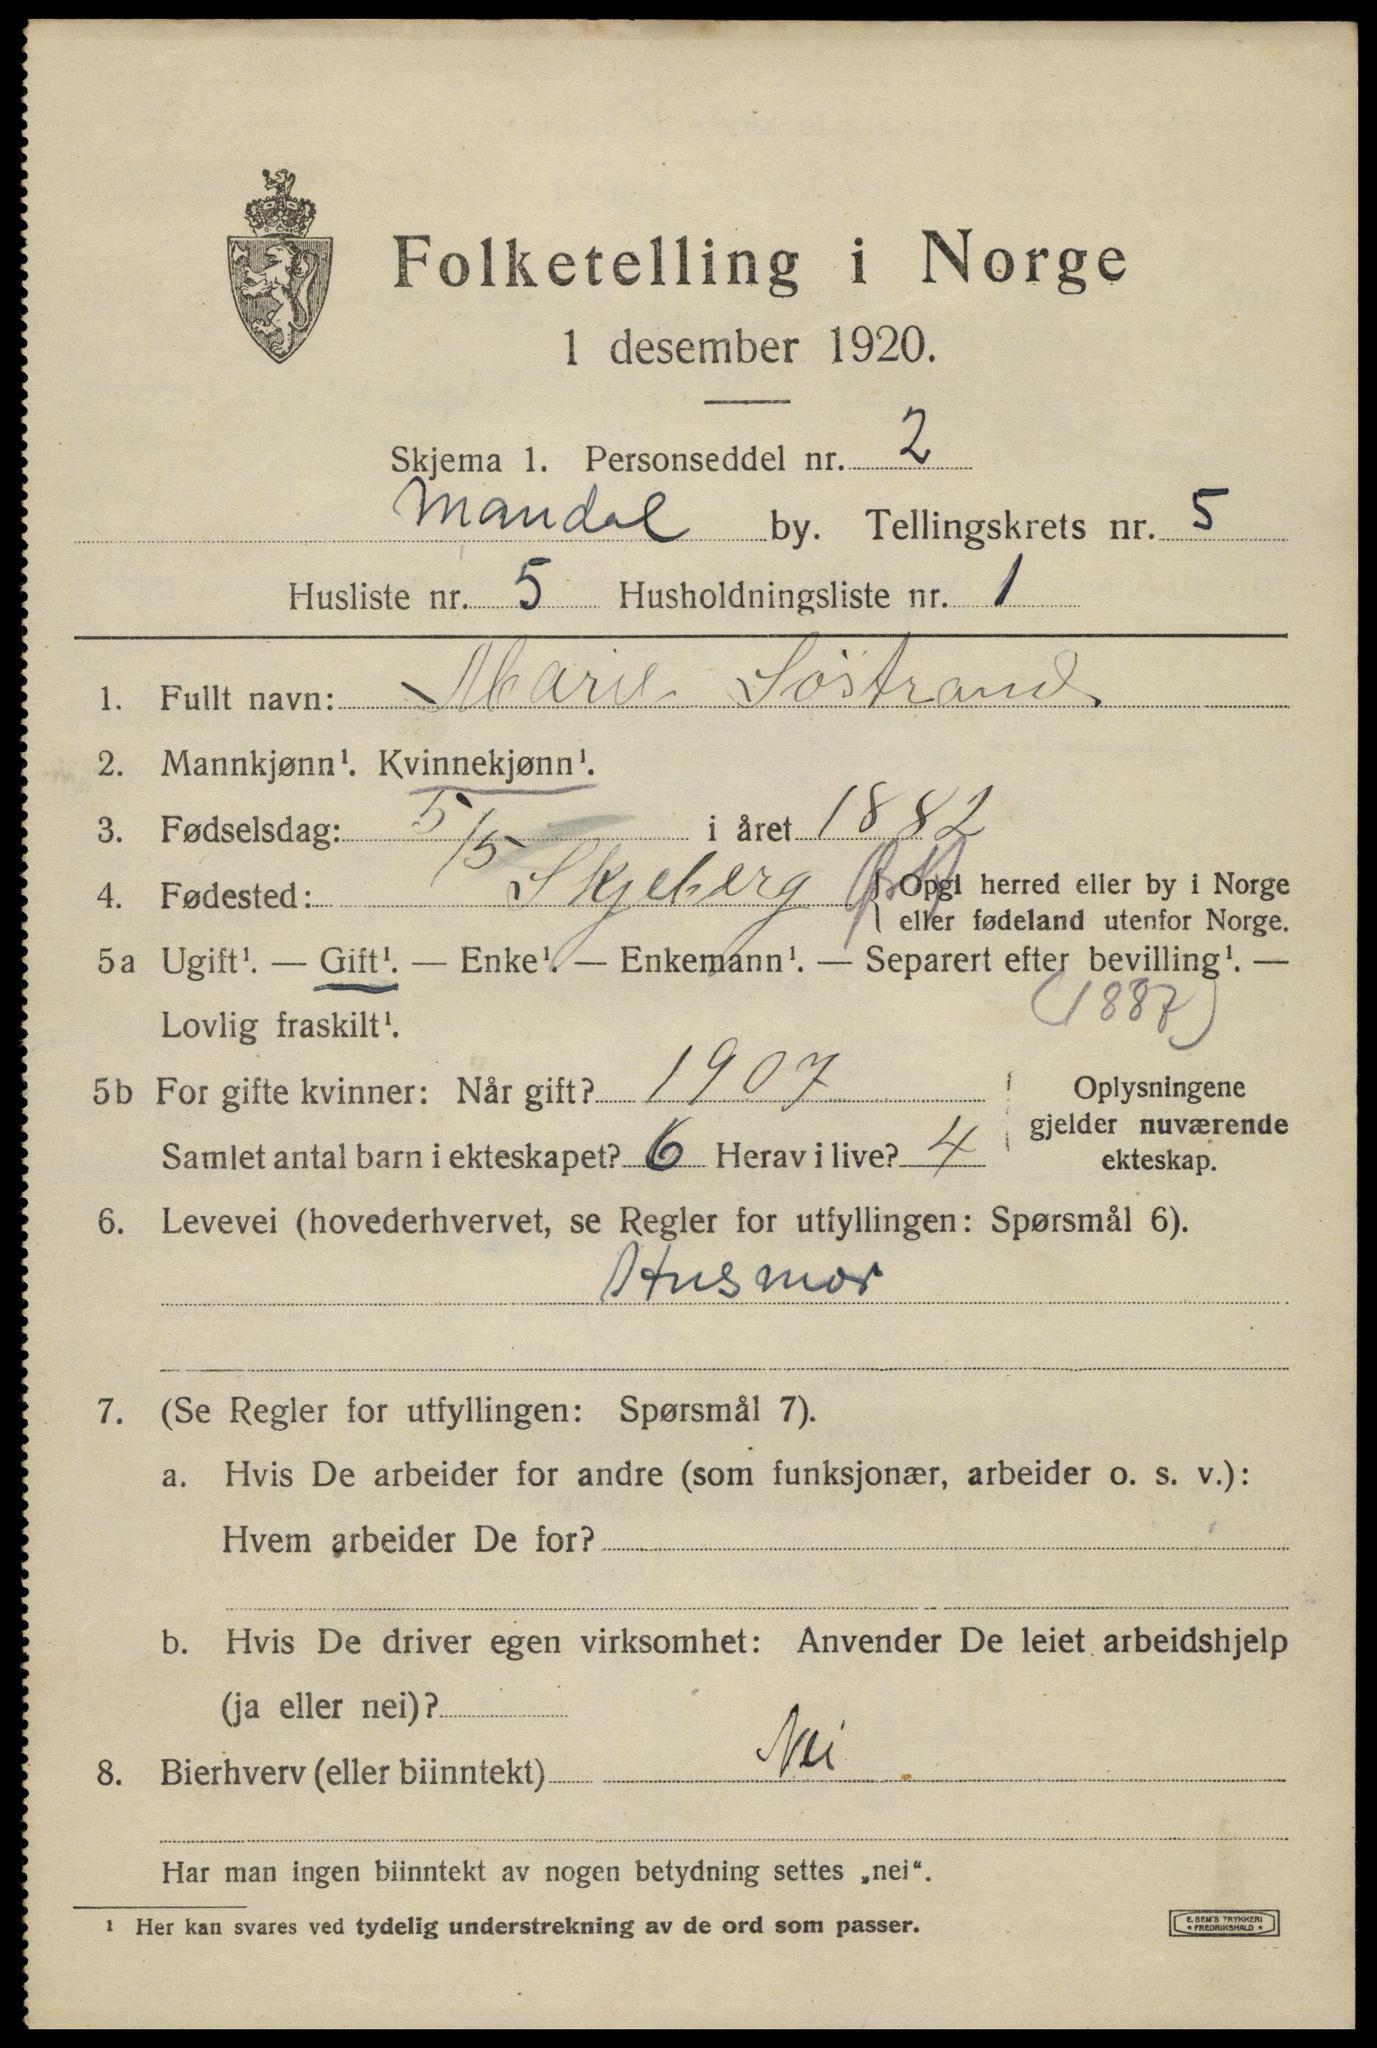 Folketelling i Norge
1 desember 1920.
Skjema 1. Personseddel nr. 2
Mandal by. Tellingskrets nr. 5
Husliste nr. 5 Husholdningsliste nr. 1
1. Fullt navn: Marie Söstrand
2. Mannkjønn¹. Kvinnekjønn¹.
3. Fødselsdag: 5/5 i året 1882
4. Fødested: Skjeberg { Opgi herred eller by i Norge
eller fødeland utenfor Norge.
5a Ugift¹. — Gift¹. — Enke¹. — Enkemann¹. — Separert efter bevilling¹. —
Lovlig fraskilt¹.
(1887)
5b For gifte kvinner: Når gift? 1907
Samlet antal barn i ekteskapet? 6 Herav i live? 4
Oplysningene
gjelder nuværende
ekteskap.
6. Levevei (hovederhvervet, se Regler for utfyllingen: Spørsmål 6).
Husmor
7. (Se Regler for utfyllingen: Spørsmål 7).
a. Hvis De arbeider for andre (som funksjonær, arbeider o. s. v.):
Hvem arbeider De for?
b. Hvis De driver egen virksomhet: Anvender De leiet arbeidshjelp
(ja eller nei)?
8. Bierhverv (eller biinntekt) Nei
Har man ingen biinntekt av nogen betydning settes „nei“.
¹ Her kan svares ved tydelig understrekning av de ord som passer.
E. SEM'S TRYKKERI
• FREDRIKSHALD •